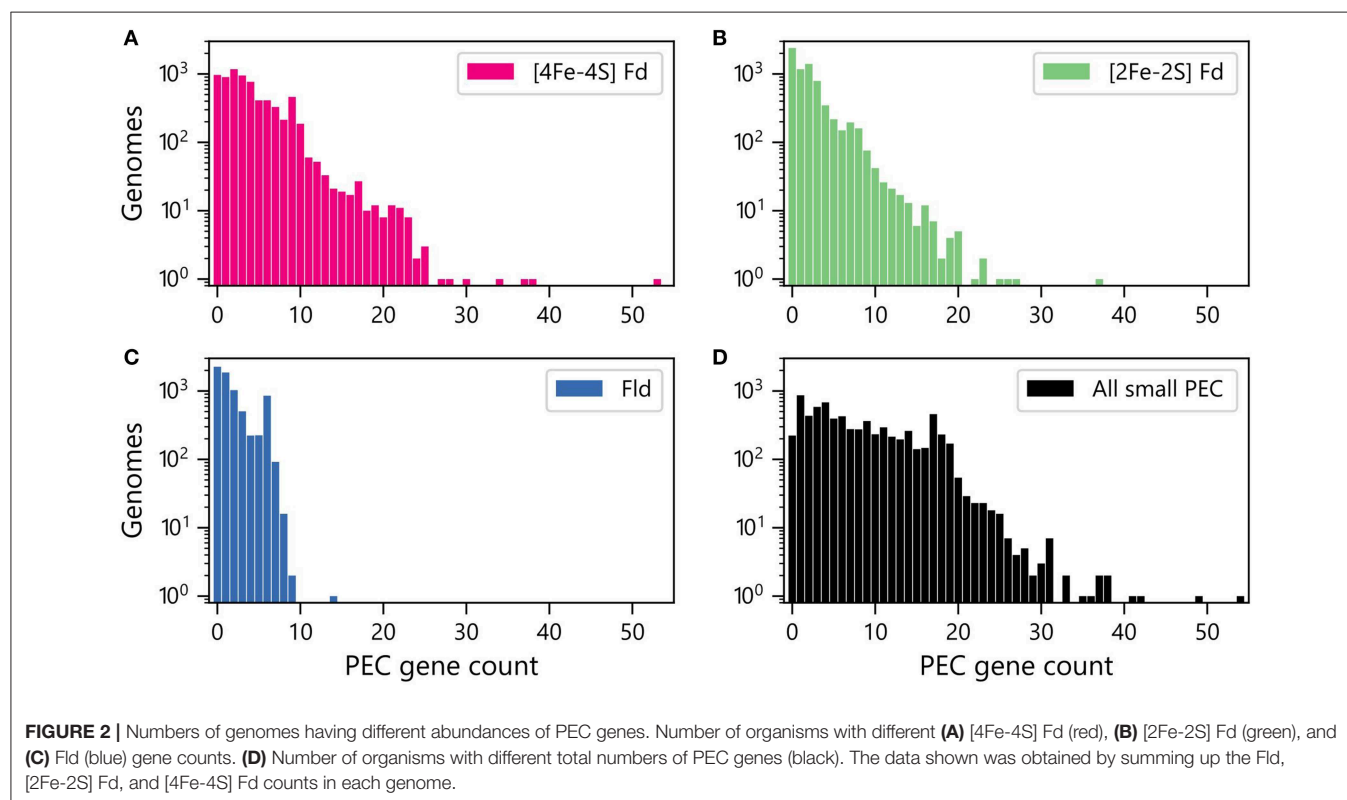 A
[4Fe-4S] Fd
Genomes
10³
10²
10¹
10⁰
0 10 20 30 40 50
B
[2Fe-2S] Fd
10³
10²
10¹
10⁰
0 10 20 30 40 50
C
Fld
Genomes
10³
10²
10¹
10⁰
0 10 20 30 40 50
PEC gene count
D
All small PEC
10³
10²
10¹
10⁰
0 10 20 30 40 50
PEC gene count
FIGURE 2 | Numbers of genomes having different abundances of PEC genes. Number of organisms with different (A) [4Fe-4S] Fd (red), (B) [2Fe-2S] Fd (green), and
(C) Fld (blue) gene counts. (D) Number of organisms with different total numbers of PEC genes (black). The data shown was obtained by summing up the Fld,
[2Fe-2S] Fd, and [4Fe-4S] Fd counts in each genome.